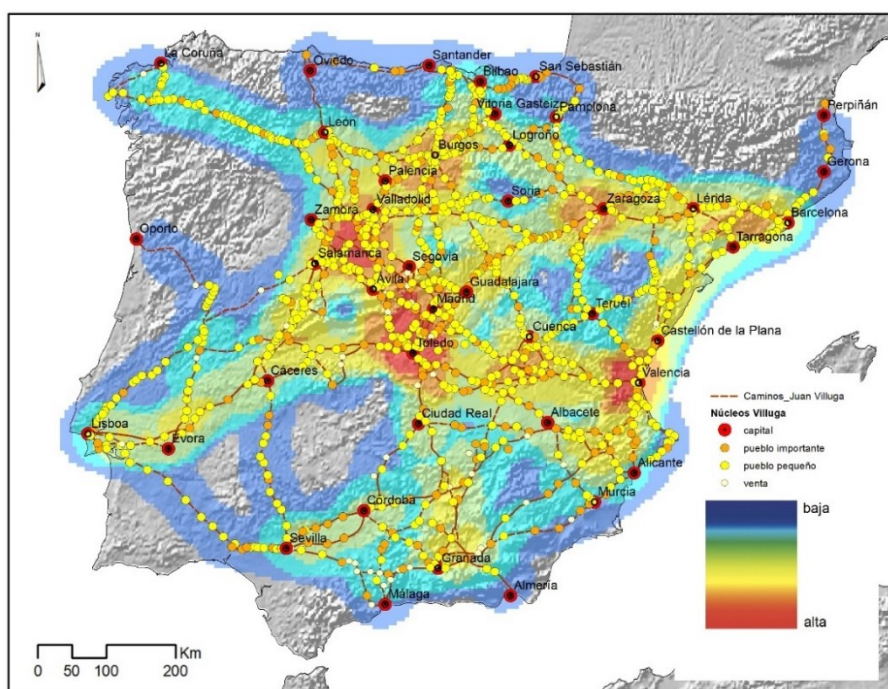 N
La Coruña
Oviedo
Santander
Bilbao
San Sebastián
Vitoria Gasteiz
Pamplona
Perpiñán
León
Logroño
Burgos
Gerona
Palencia
Soria
Valladolid
Zaragoza
Lérida
Zamora
Barcelona
Oporto
Tarragona
Salamanca
Segovia
Ávila
Guadalajara
Madrid
Teruel
Cuenca
Castellón de la Plana
Toledo
Cáceres
Valencia
Lisboa
Évora
Ciudad Real
Albacete
Alicante
Murcia
Córdoba
Sevilla
Granada
Málaga
Almería
Caminos_Juan Villuga
Núcleos Villuga
capital
pueblo importante
pueblo pequeño
venta
baja
alta
Km
0 50 100 200